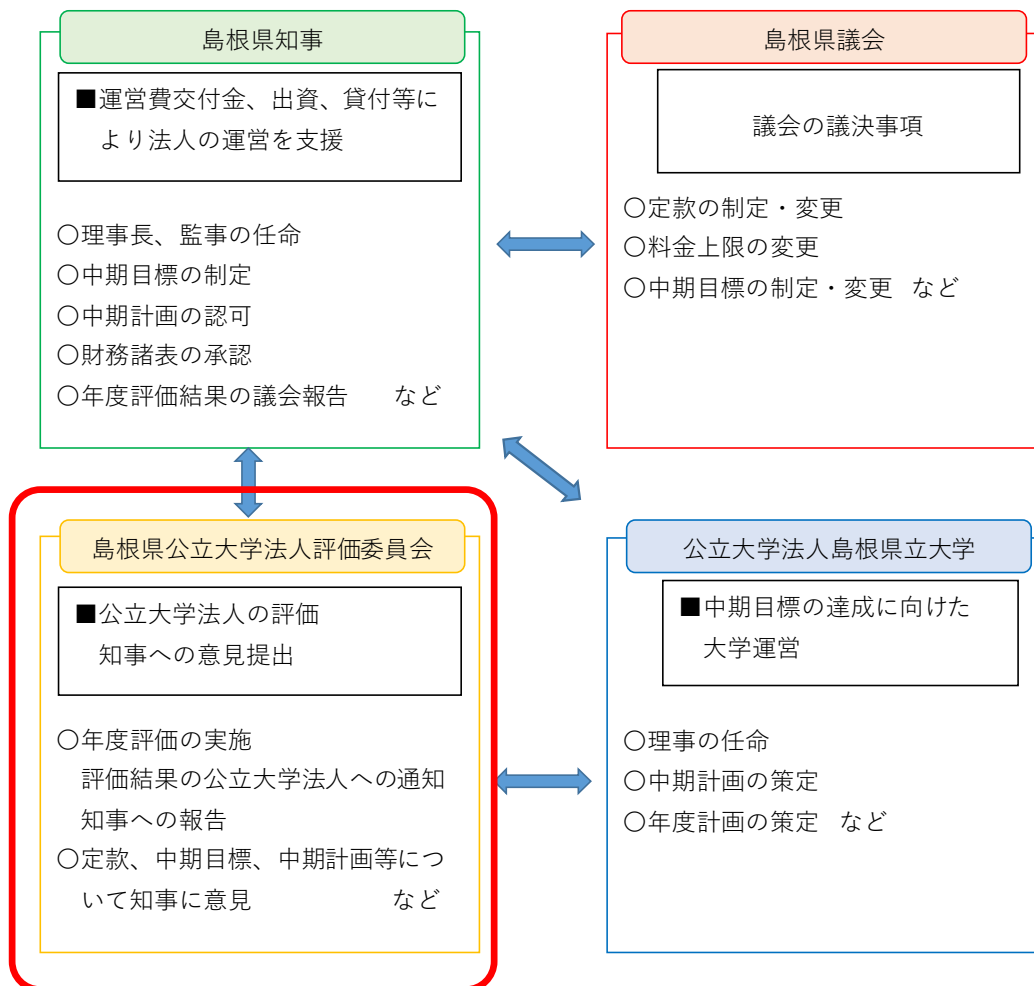 島根県知事
■運営費交付金、出資、貸付等に
より法人の運営を支援
○理事長、監事の任命
○中期目標の制定
○中期計画の認可
○財務諸表の承認
○年度評価結果の議会報告　　など
島根県議会
議会の議決事項
○定款の制定・変更
○料金上限の変更
○中期目標の制定・変更　など
島根県公立大学法人評価委員会
■公立大学法人の評価
知事への意見提出
○年度評価の実施
評価結果の公立大学法人への通知
知事への報告
○定款、中期目標、中期計画等につ
いて知事に意見　　　　　　など
公立大学法人島根県立大学
■中期目標の達成に向けた
大学運営
○理事の任命
○中期計画の策定
○年度計画の策定　など